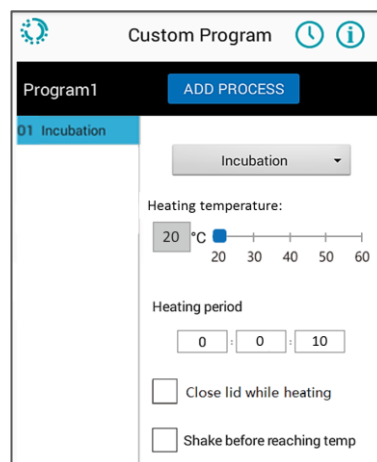 Custom Program
Program1 ADD PROCESS
01 Incubation
Incubation
Heating temperature:
20 °C
20 30 40 50 60
Heating period
0 : 0 : 10
Close lid while heating
Shake before reaching temp